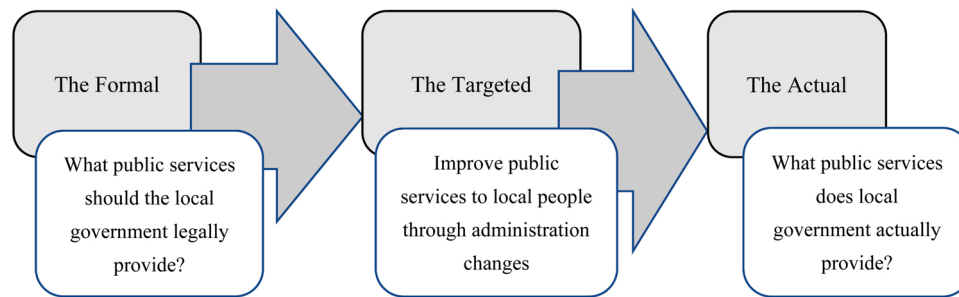 The Formal
What public services
should the local
government legally
provide?
The Targeted
Improve public
services to local people
through administration
changes
The Actual
What public services
does local
government actually
provide?